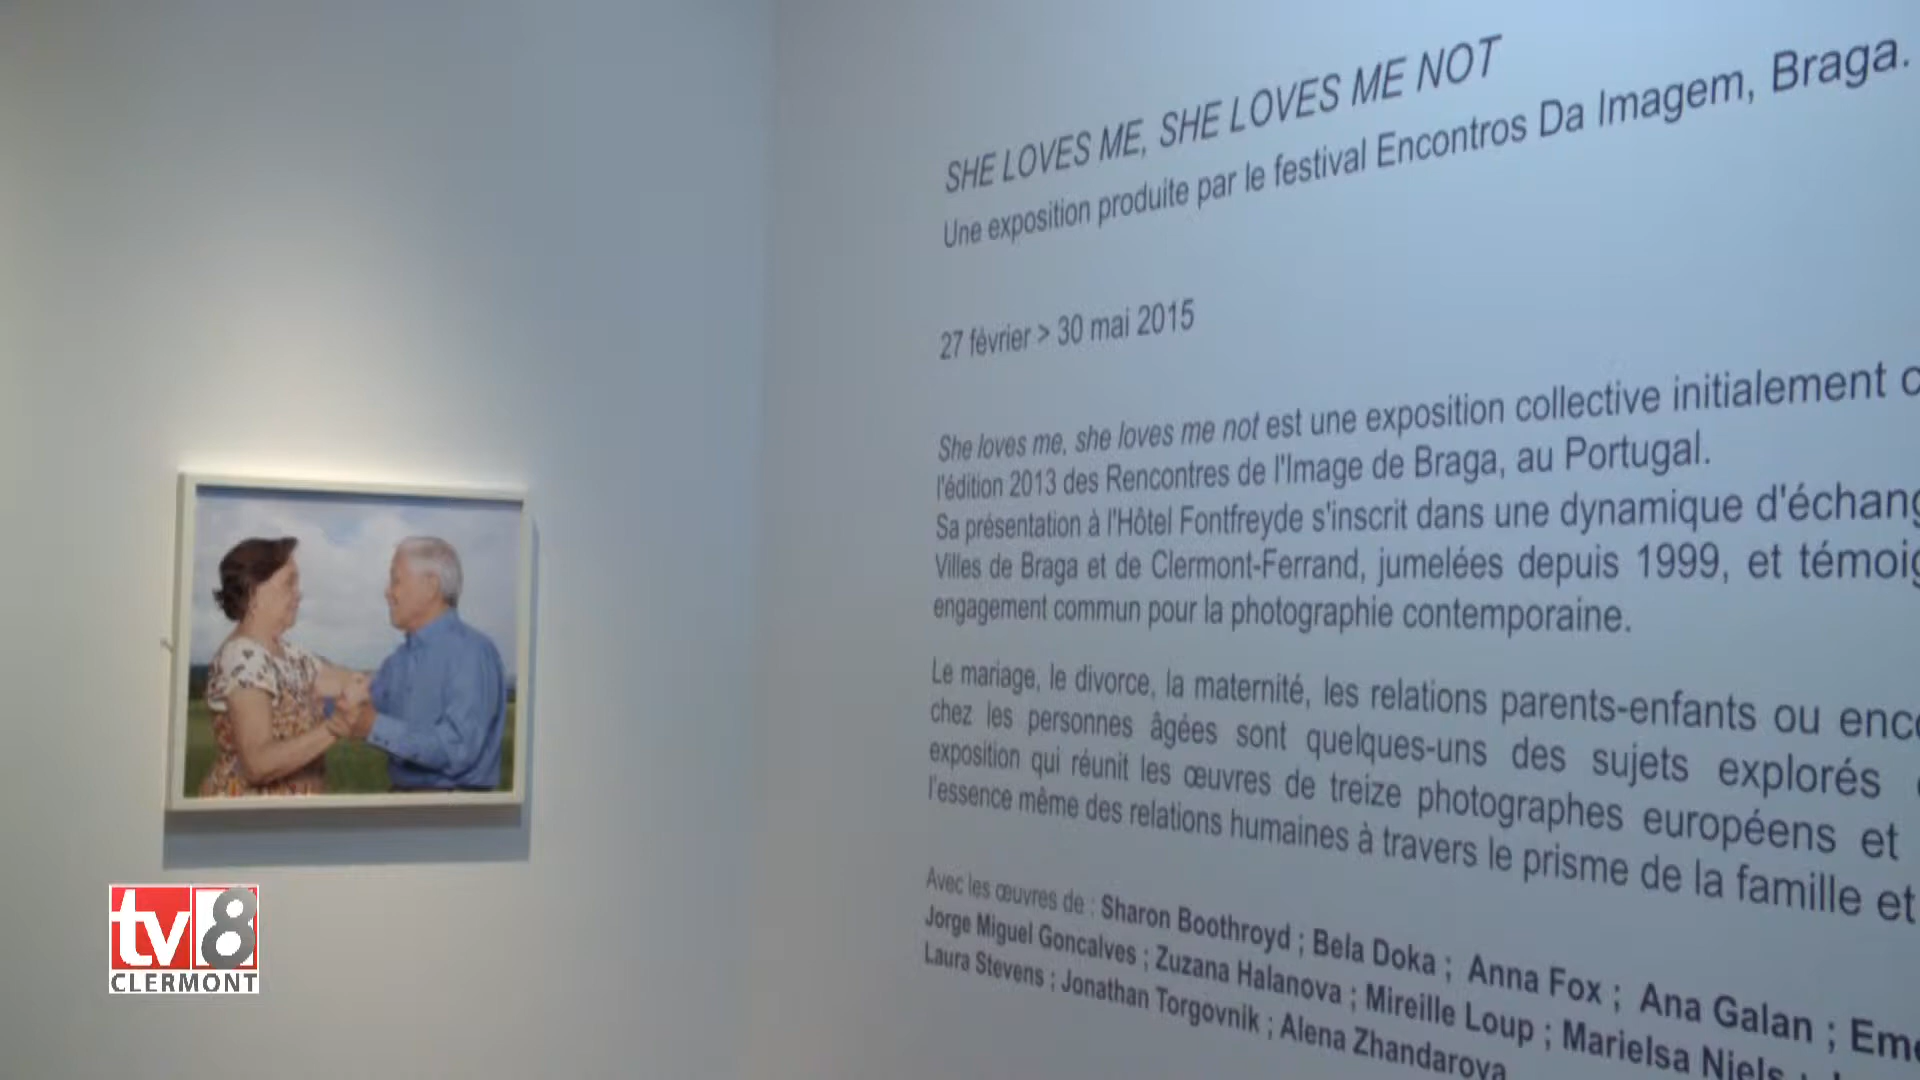 SHE LOVES ME, SHE LOVES ME NOT
Une exposition produite par le festival Encontros Da Imagem, Braga.
27 février > 30 mai 2015
She loves me, she loves me not est une exposition collective initialement
l'édition 2013 des Rencontres de l'Image de Braga, au Portugal.
Sa présentation à l'Hôtel Fontfreyde s'inscrit dans une dynamique
Villes de Braga et de Clermont-Ferrand, jumelées depuis 1999, et
engagement commun pour la photographie contemporaine.
Le mariage, le divorce, la maternité, les relations parents-enfants ou
chez les personnes âgées sont quelques-uns des sujets explorés
exposition qui réunit les œuvres de treize photographes européens et
l'essence même des relations humaines à travers le prisme de la famille et
Avec les œuvres de : Sharon Boothroyd ; Bela Doka ; Anna Fox ; Ana Galan ;
Jorge Miguel Goncalves ; Zuzana Halanova ; Mireille Loup ; Marielsa Niels
Laura Stevens ; Jonathan Torgovnik ; Alena Zhandarova
tv8
CLERMONT